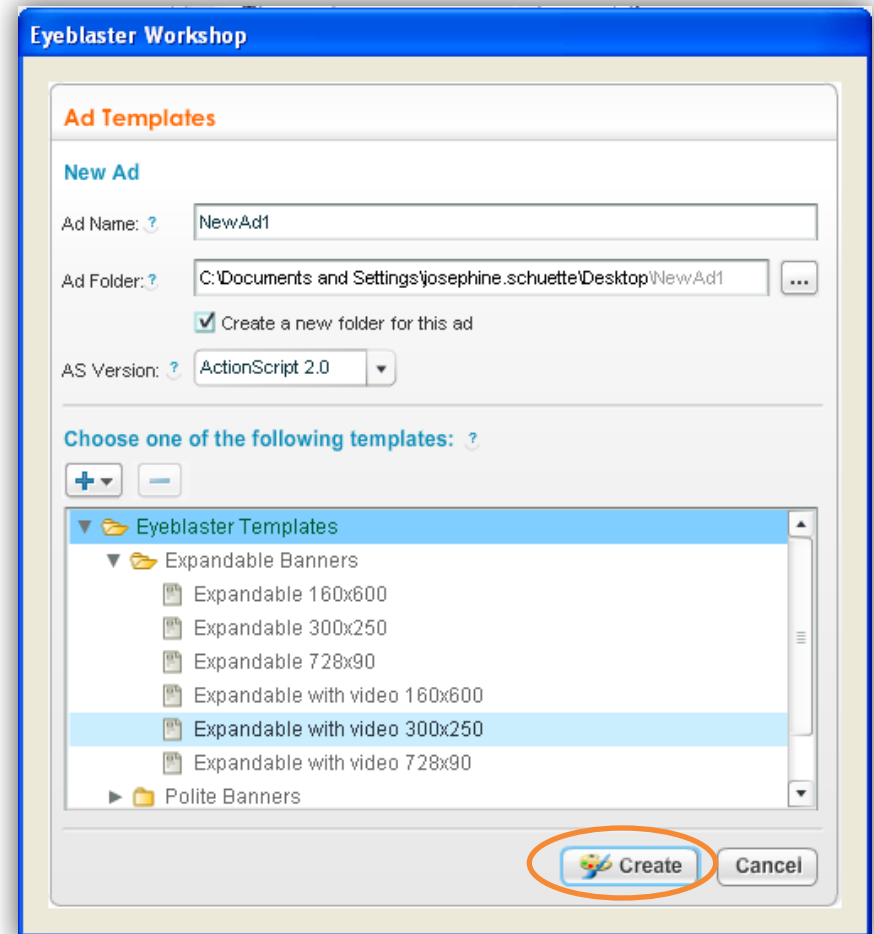 Eyeblaster Workshop
Ad Templates
New Ad
Ad Name: ? NewAd1
Ad Folder: ? C:\Documents and Settings\josephine.schuette\Desktop\NewAd1 ...
Create a new folder for this ad
AS Version: ? ActionScript 2.0
Choose one of the following templates: ?
Eyeblaster Templates
Expandable Banners
Expandable 160x600
Expandable 300x250
Expandable 728x90
Expandable with video 160x600
Expandable with video 300x250
Expandable with video 728x90
Polite Banners
Create Cancel